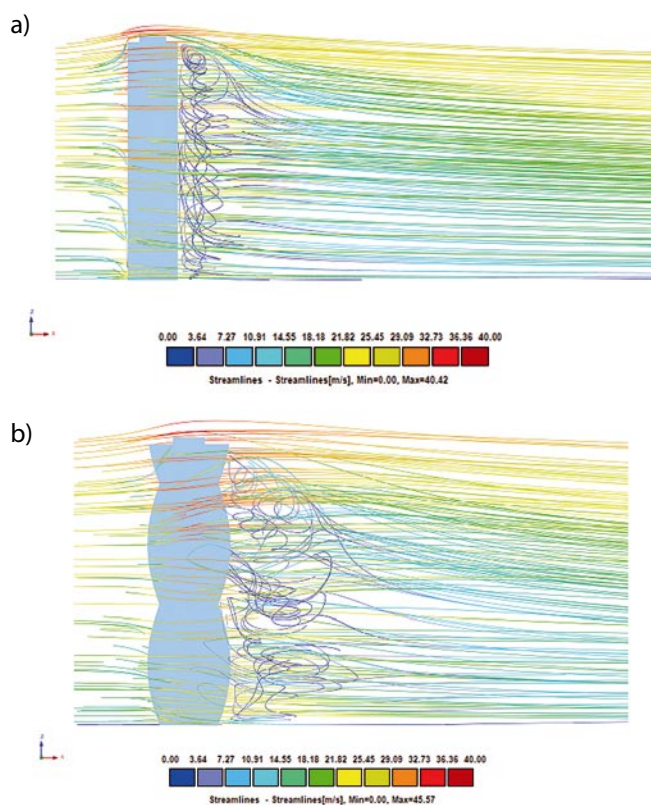 a)
z
x
0.00 3.64 7.27 10.91 14.55 18.18 21.82 25.45 29.09 32.73 36.36 40.00
Streamlines - Streamlines[m/s], Min=0.00, Max=40.42
b)
z
x
0.00 3.64 7.27 10.91 14.55 18.18 21.82 25.45 29.09 32.73 36.36 40.00
Streamlines - Streamlines[m/s], Min=0.00, Max=45.57